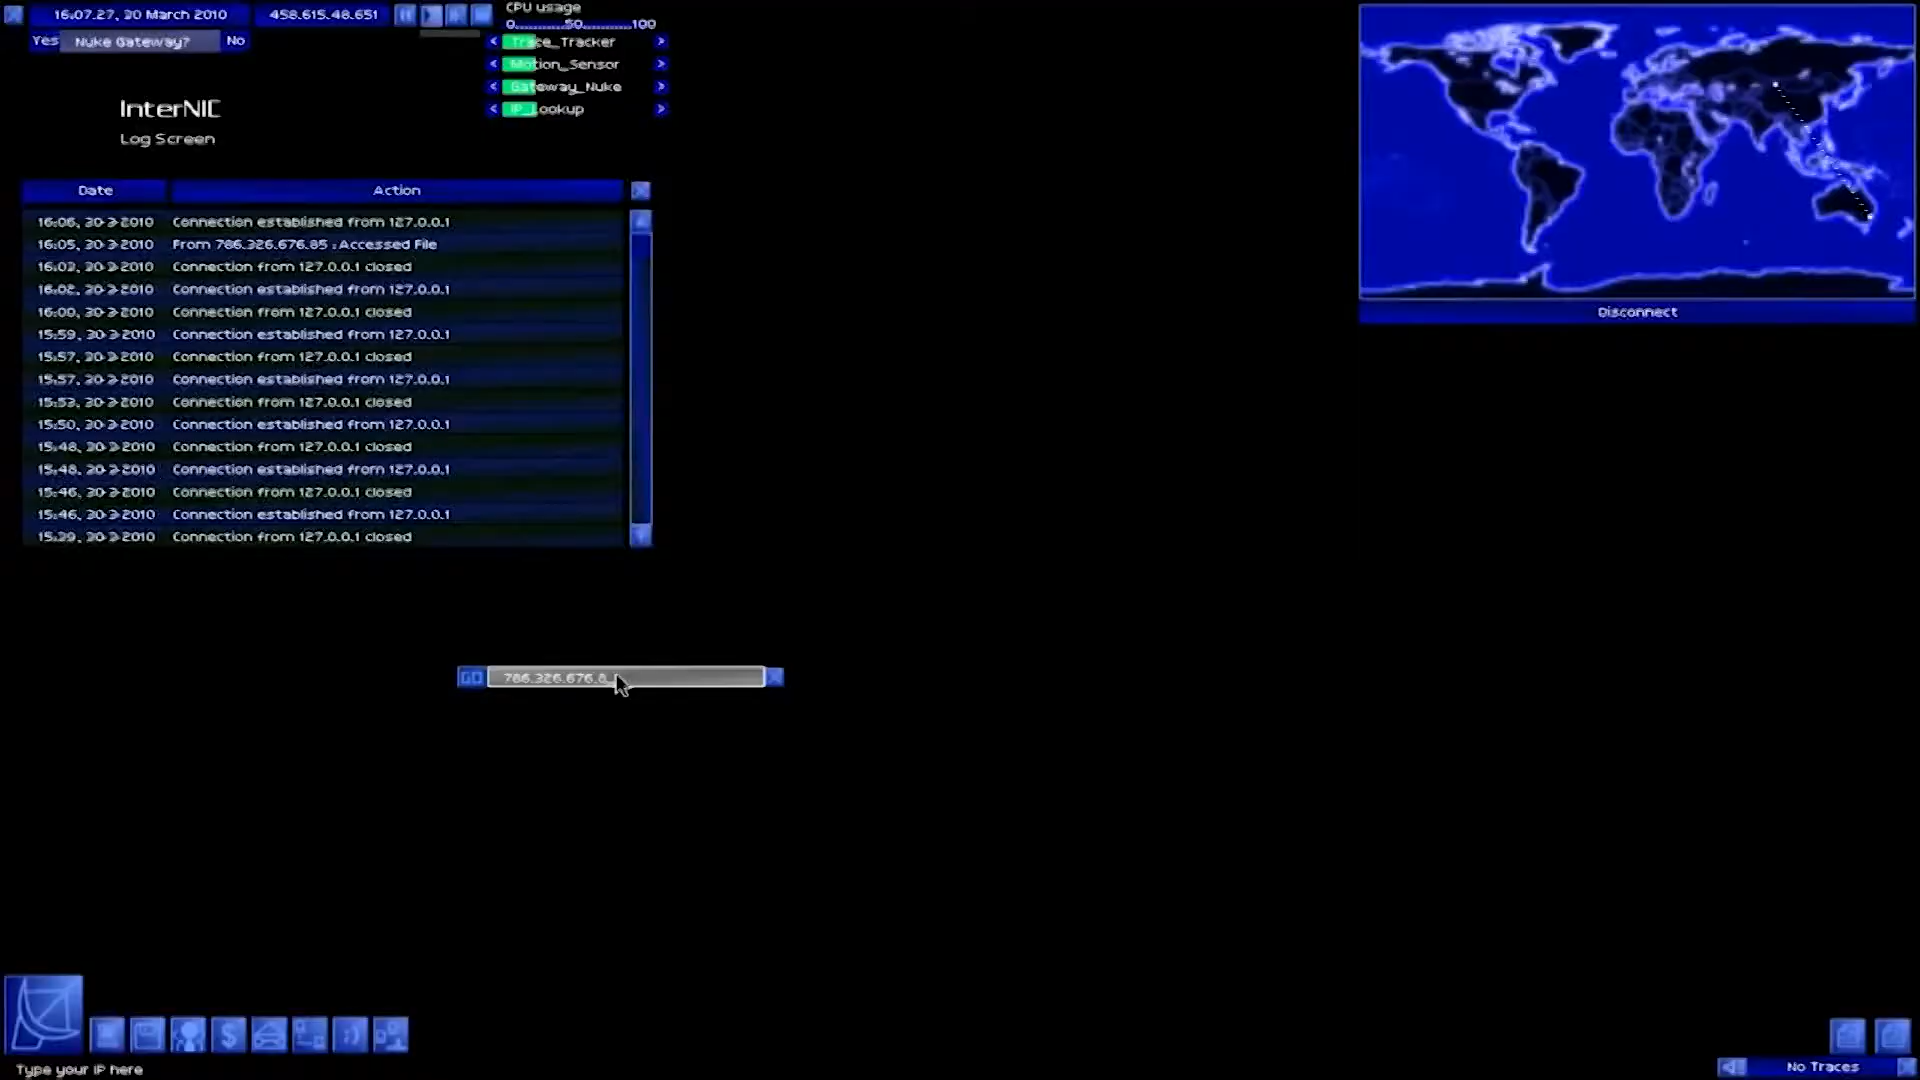 16:07.27, 30 March 2010
458.615.48.651
CPU usage
0..........50..........100
Yes
Nuke Gateway?
No
< Trace_Tracker >
< Motion_Sensor >
< Gateway_Nuke >
< IP_Lookup >
InterNIC
Log Screen
Date Action
16:06, 30-3-2010 Connection established from 127.0.0.1
16:05, 30-3-2010 From 786.326.676.85 : Accessed File
16:03, 30-3-2010 Connection from 127.0.0.1 closed
16:02, 30-3-2010 Connection established from 127.0.0.1
16:00, 30-3-2010 Connection from 127.0.0.1 closed
15:59, 30-3-2010 Connection established from 127.0.0.1
15:57, 30-3-2010 Connection from 127.0.0.1 closed
15:57, 30-3-2010 Connection established from 127.0.0.1
15:53, 30-3-2010 Connection from 127.0.0.1 closed
15:50, 30-3-2010 Connection established from 127.0.0.1
15:48, 30-3-2010 Connection from 127.0.0.1 closed
15:48, 30-3-2010 Connection established from 127.0.0.1
15:46, 30-3-2010 Connection from 127.0.0.1 closed
15:46, 30-3-2010 Connection established from 127.0.0.1
15:39, 30-3-2010 Connection from 127.0.0.1 closed
Disconnect
GO 786.326.676.8
Type your IP here
No Traces